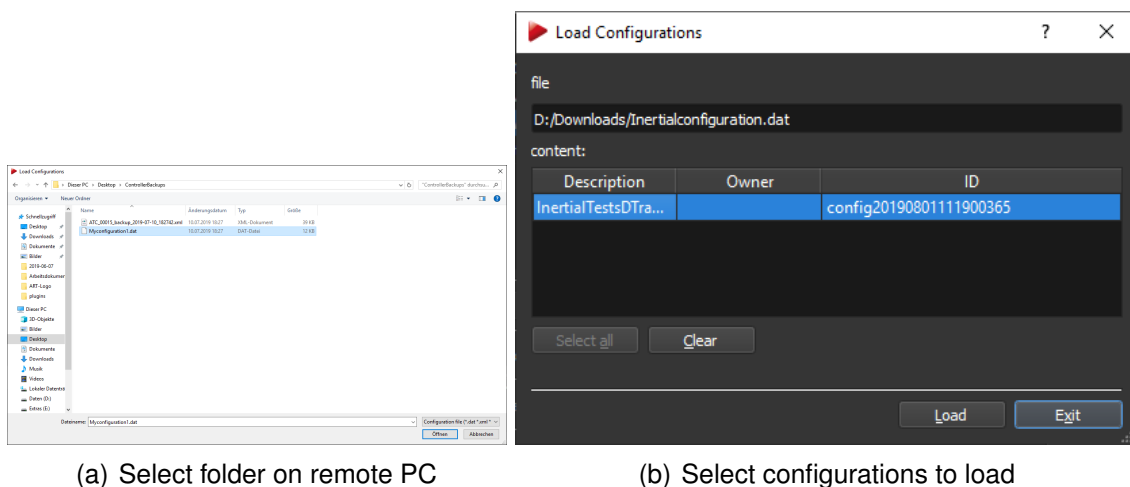 Load Configurations
Dieser PC › Desktop › ControllerBackups
"ControllerBackups" durchsu...
Organisieren
Neuer Ordner
Name Änderungsdatum Typ Größe
ATC_00015_backup_2019-07-10_182742.xml 10.07.2019 18:27 XML-Dokument 39 KB
Myconfiguration1.dat 10.07.2019 18:27 DAT-Datei 12 KB
Schnellzugriff
Desktop
Downloads
Dokumente
Bilder
2019-08-07
Arbeitsdokumen
ART-Logo
plugins
Dieser PC
3D-Objekte
Bilder
Desktop
Dokumente
Downloads
Musik
Videos
Lokaler Datenträ
Daten (D:)
Extras (E:)
Dateiname: Myconfiguration1.dat
Configuration file (*.dat *.xml *
Öffnen Abbrechen
(a) Select folder on remote PC
Load Configurations ?
file
D:/Downloads/Inertialconfiguration.dat
content:
Description Owner ID
InertialTestsDTra... config20190801111900365
Select all Clear
Load Exit
(b) Select configurations to load